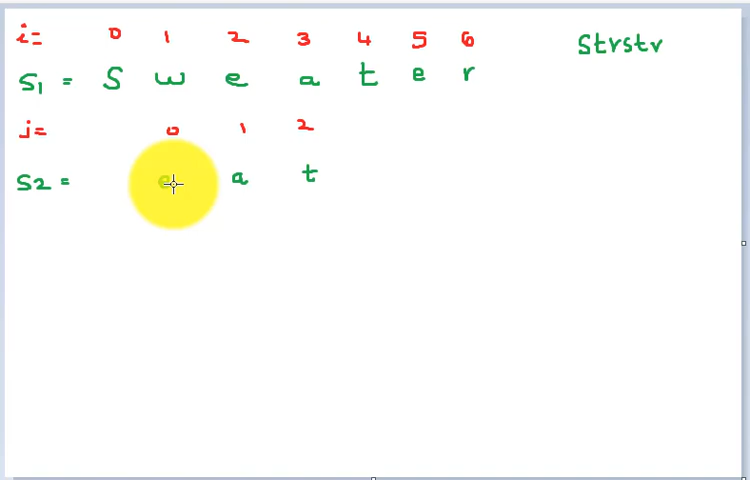 i= 0 1 2 3 4 5 6 Strstr
S1 = S w e a t e r
j= 0 1 2
S2 = e a t